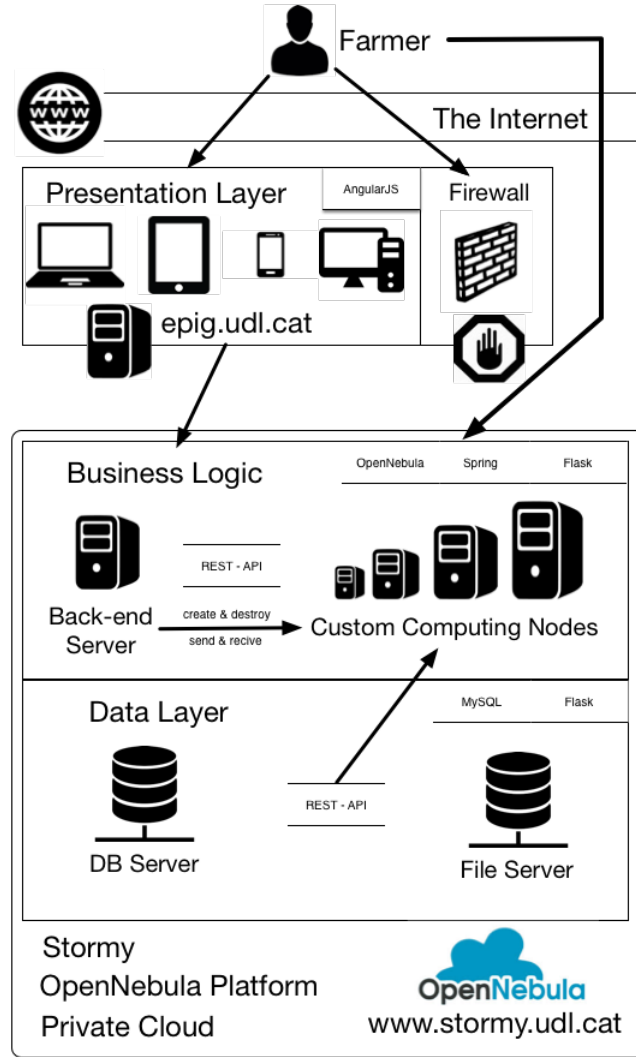 Farmer
WWW
The Internet
Presentation Layer
AngularJS
Firewall
epig.udl.cat
Business Logic
OpenNebula
Spring
Flask
REST - API
Back-end
Server
create & destroy
send & recive
Custom Computing Nodes
Data Layer
MySQL
Flask
REST - API
DB Server
File Server
Stormy
OpenNebula Platform
Private Cloud
OpenNebula
www.stormy.udl.cat